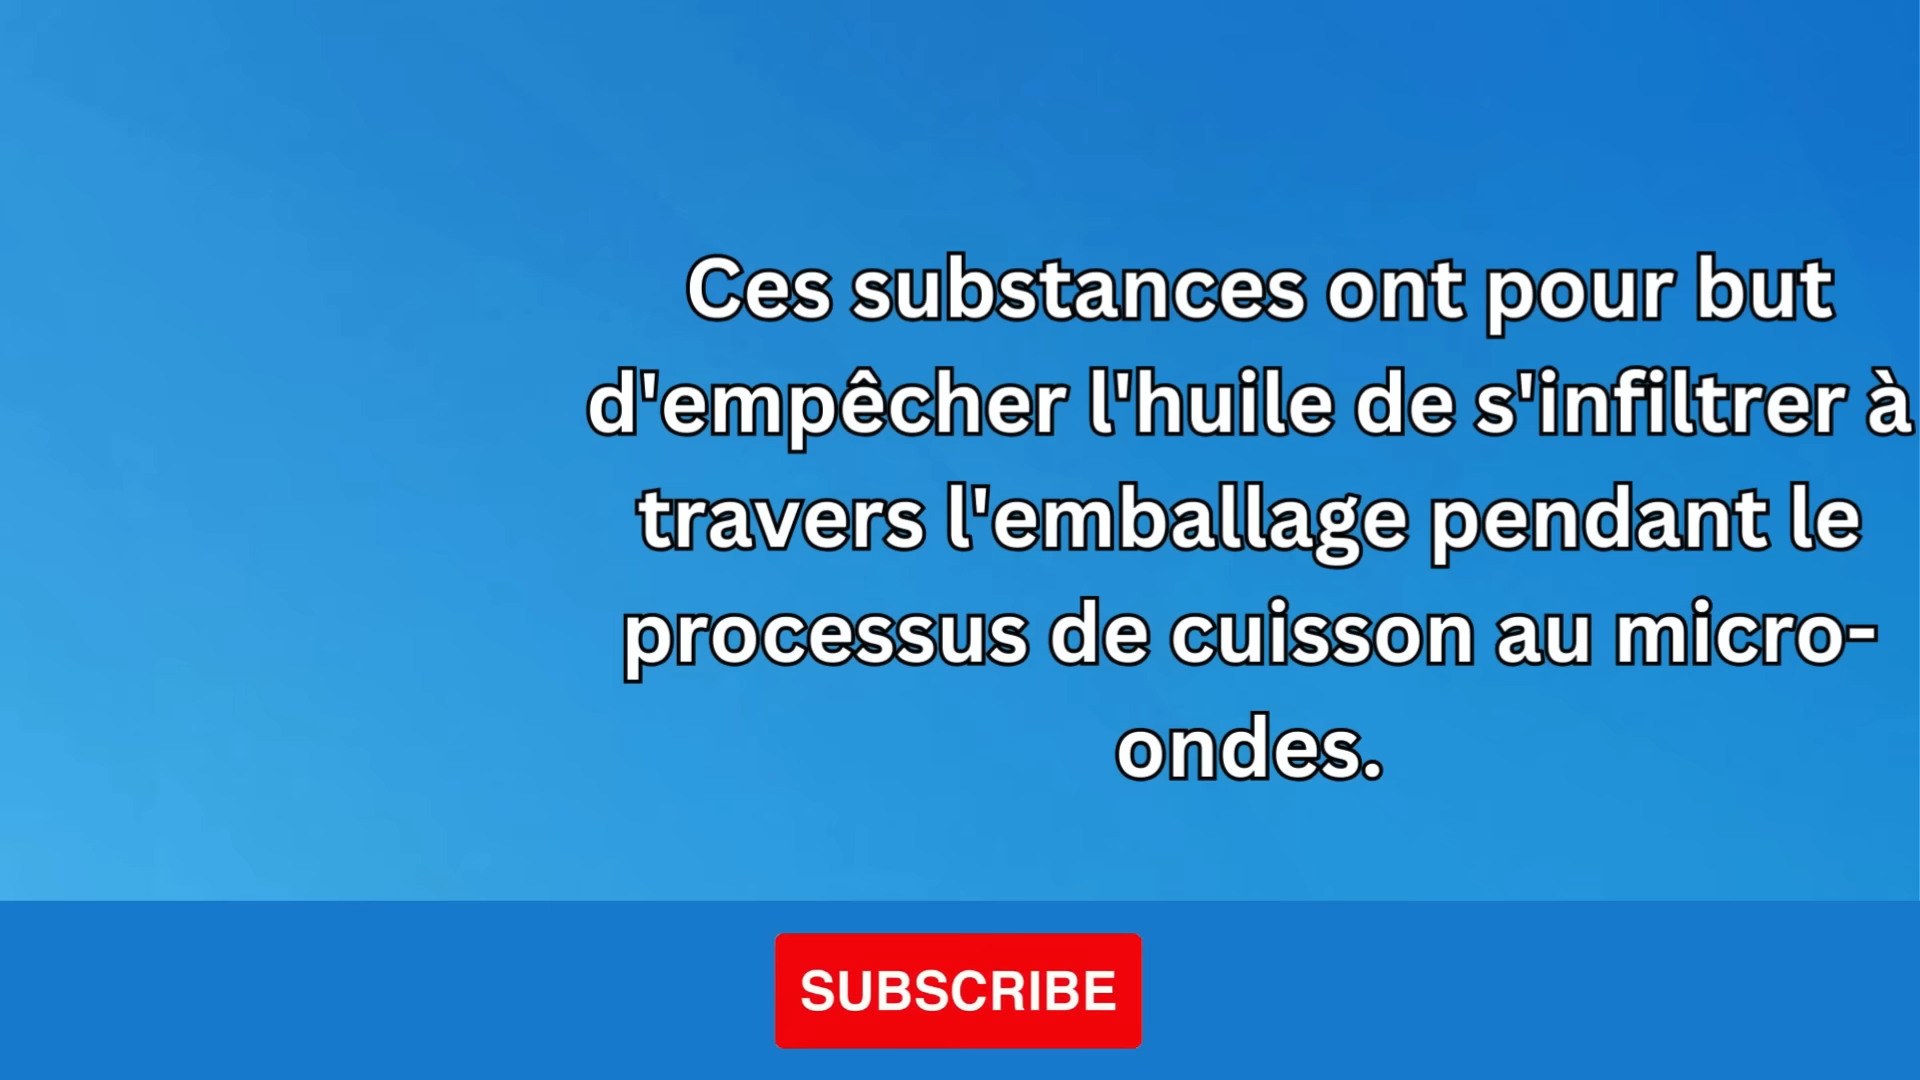 Ces substances ont pour but
d'empêcher l'huile de s'infiltrer à
travers l'emballage pendant le
processus de cuisson au micro-
ondes.
SUBSCRIBE